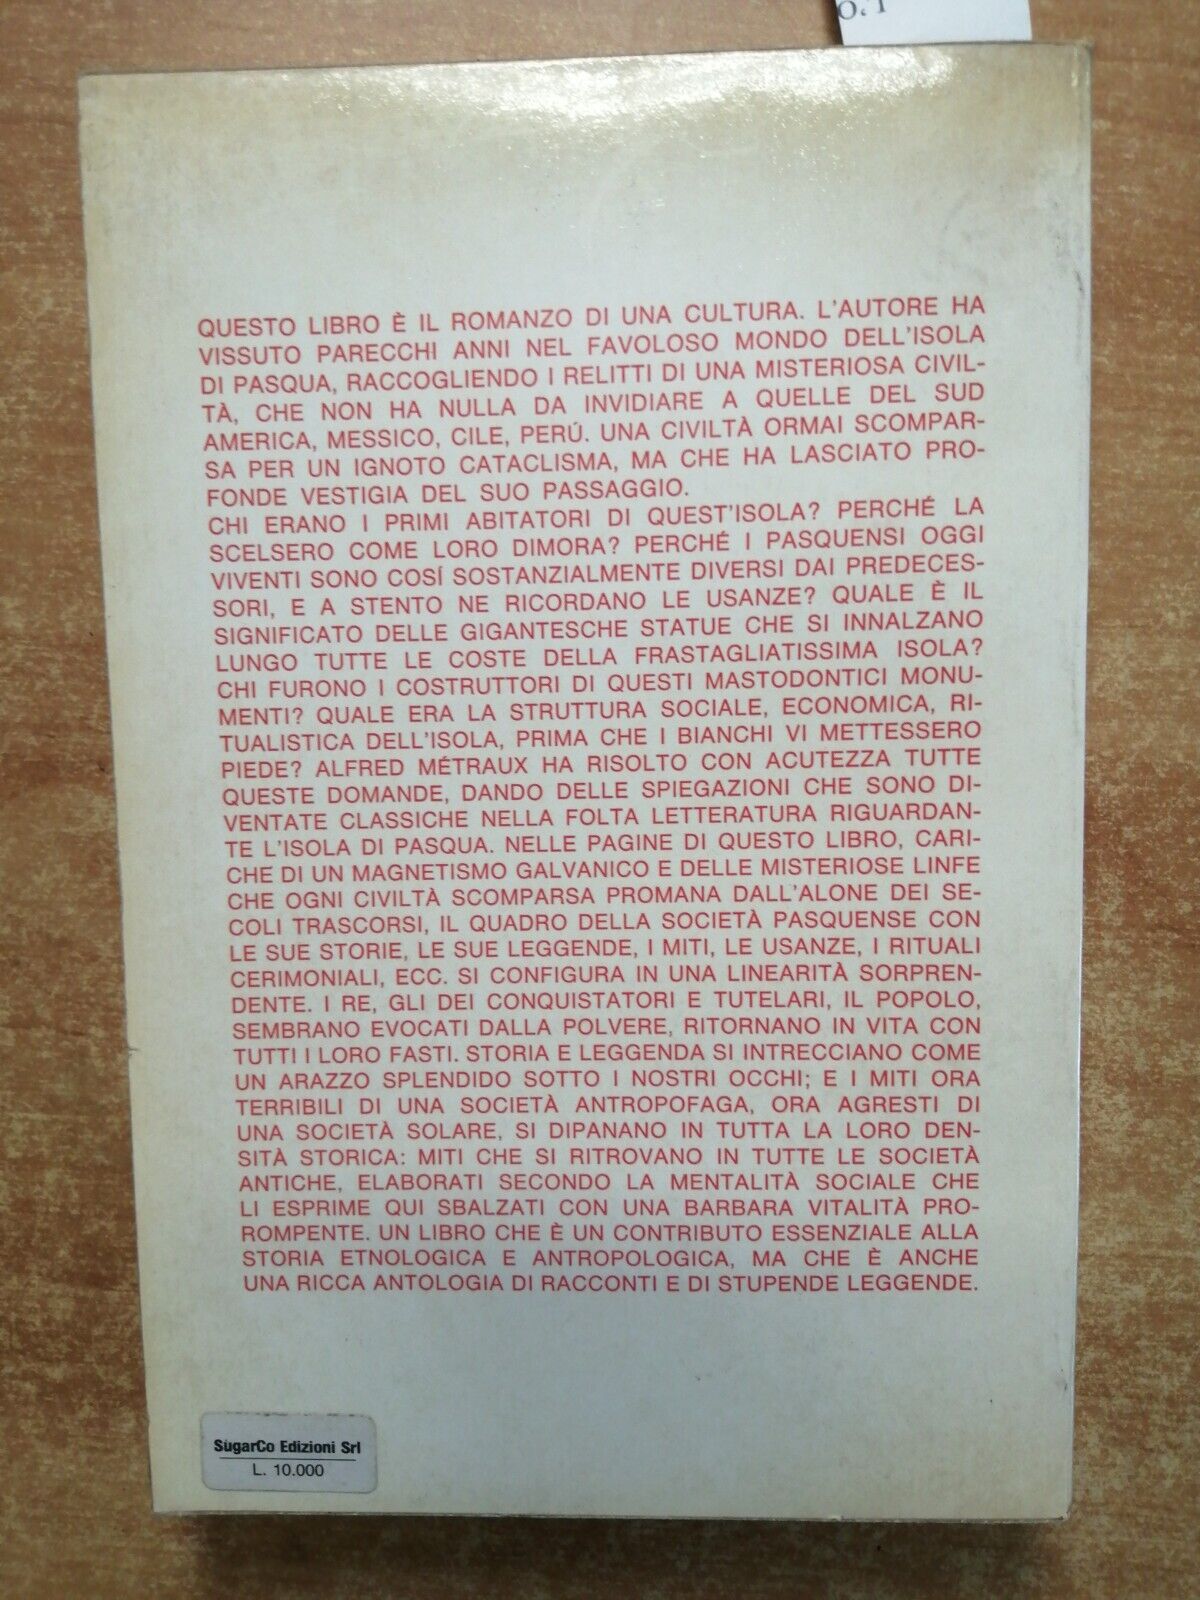 QUESTO LIBRO È IL ROMANZO DI UNA CULTURA. L'AUTORE HA
VISSUTO PARECCHI ANNI NEL FAVOLOSO MONDO DELL'ISOLA
DI PASQUA, RACCOGLIENDO I RELITTI DI UNA MISTERIOSA CIVIL-
TÀ, CHE NON HA NULLA DA INVIDIARE A QUELLE DEL SUD
AMERICA, MESSICO, CILE, PERÚ. UNA CIVILTÀ ORMAI SCOMPAR-
SA PER UN IGNOTO CATACLISMA, MA CHE HA LASCIATO PRO-
FONDE VESTIGIA DEL SUO PASSAGGIO.
CHI ERANO I PRIMI ABITATORI DI QUEST'ISOLA? PERCHÉ LA
SCELSERO COME LORO DIMORA? PERCHÉ I PASQUENSI OGGI
VIVENTI SONO COSÍ SOSTANZIALMENTE DIVERSI DAI PREDECES-
SORI, E A STENTO NE RICORDANO LE USANZE? QUALE È IL
SIGNIFICATO DELLE GIGANTESCHE STATUE CHE SI INNALZANO
LUNGO TUTTE LE COSTE DELLA FRASTAGLIATISSIMA ISOLA?
CHI FURONO I COSTRUTTORI DI QUESTI MASTODONTICI MONU-
MENTI? QUALE ERA LA STRUTTURA SOCIALE, ECONOMICA, RI-
TUALISTICA DELL'ISOLA, PRIMA CHE I BIANCHI VI METTESSERO
PIEDE? ALFRED MÉTRAUX HA RISOLTO CON ACUTEZZA TUTTE
QUESTE DOMANDE, DANDO DELLE SPIEGAZIONI CHE SONO DI-
VENTATE CLASSICHE NELLA FOLTA LETTERATURA RIGUARDAN-
TE L'ISOLA DI PASQUA. NELLE PAGINE DI QUESTO LIBRO, CARI-
CHE DI UN MAGNETISMO GALVANICO E DELLE MISTERIOSE LINFE
CHE OGNI CIVILTÀ SCOMPARSA PROMANA DALL'ALONE DEI SE-
COLI TRASCORSI, IL QUADRO DELLA SOCIETÀ PASQUENSE CON
LE SUE STORIE, LE SUE LEGGENDE, I MITI, LE USANZE, I RITUALI
CERIMONIALI, ECC. SI CONFIGURA IN UNA LINEARITÀ SORPREN-
DENTE. I RE, GLI DEI CONQUISTATORI E TUTELARI, IL POPOLO,
SEMBRANO EVOCATI DALLA POLVERE, RITORNANO IN VITA CON
TUTTI I LORO FASTI. STORIA E LEGGENDA SI INTRECCIANO COME
UN ARAZZO SPLENDIDO SOTTO I NOSTRI OCCHI; E I MITI ORA
TERRIBILI DI UNA SOCIETÀ ANTROPOFAGA, ORA AGRESTI DI
UNA SOCIETÀ SOLARE, SI DIPANANO IN TUTTA LA LORO DEN-
SITÀ STORICA: MITI CHE SI RITROVANO IN TUTTE LE SOCIETÀ
ANTICHE, ELABORATI SECONDO LA MENTALITÀ SOCIALE CHE
LI ESPRIME QUI SBALZATI CON UNA BARBARA VITALITÀ PRO-
ROMPENTE. UN LIBRO CHE È UN CONTRIBUTO ESSENZIALE ALLA
STORIA ETNOLOGICA E ANTROPOLOGICA, MA CHE È ANCHE
UNA RICCA ANTOLOGIA DI RACCONTI E DI STUPENDE LEGGENDE.
SugarCo Edizioni Srl
L. 10.000